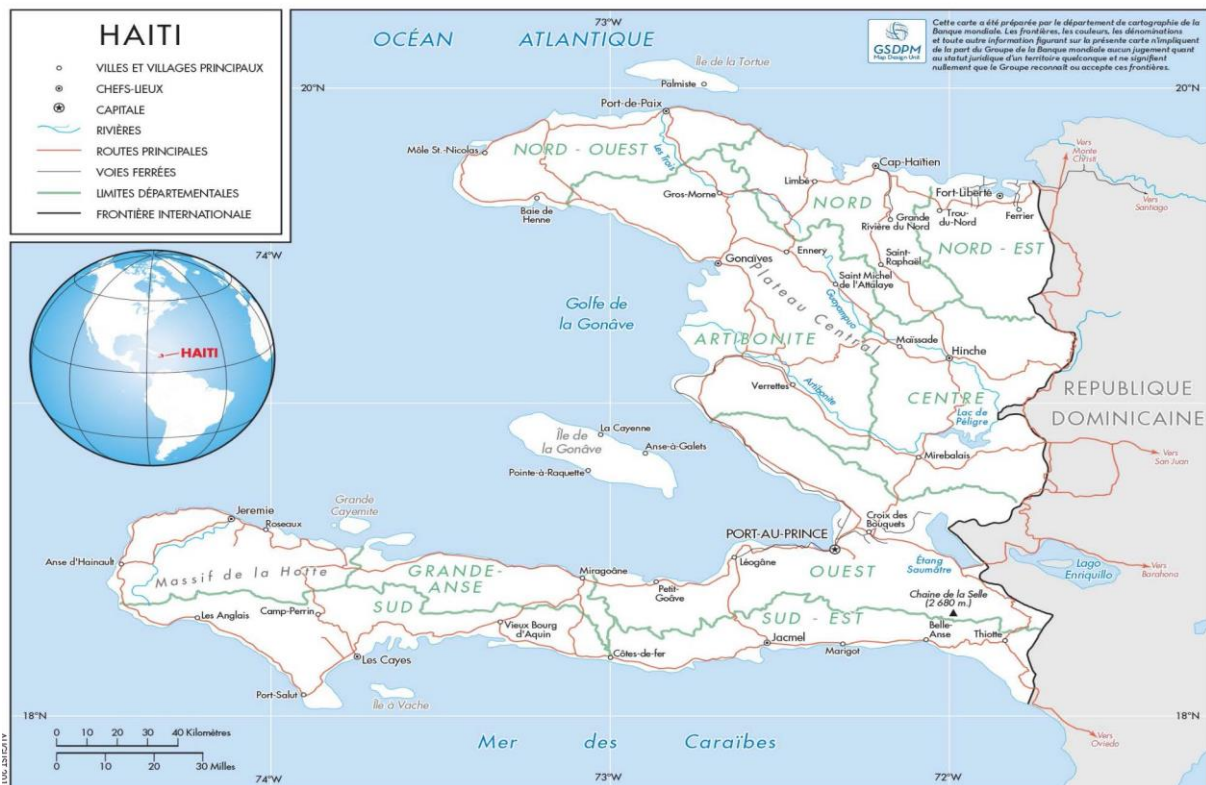 HAITI
VILLES ET VILLAGES PRINCIPAUX
CHEFS-LIEUX
CAPITALE
RIVIÈRES
ROUTES PRINCIPALES
VOIES FERRÉES
LIMITES DÉPARTEMENTALES
FRONTIÈRE INTERNATIONALE
GSDPM
Map Design Unit
Cette carte a été préparée par le département de cartographie de la
Banque mondiale. Les frontières, les couleurs, les dénominations
et toute autre information figurant sur la présente carte n'impliquent
de la part du Groupe de la Banque mondiale aucun jugement quant
au statut juridique d'un territoire quelconque et ne signifient
nullement que le Groupe reconnaît ou accepte ces frontières.
73°W
OCÉAN ATLANTIQUE
Île de la Tortue
Palmiste
20°N
20°N
Port-de-Paix
Môle St.-Nicolas
NORD - OUEST
Les Trois
Cap-Haïtien
Vers
Monte
Christi
Limbé
Fort-Liberté
Gros-Morne
NORD
Vers
Santiago
Baie de
Henne
Grande
Rivière du Nord
Trou-
du-Nord
Ferrier
NORD - EST
74°W
Ennery
Gonaïves
Saint-
Raphaël
Saint Michel
de l'Attalaye
Plateau Central
Guayampuo
Golfe de
la Gonâve
HAITI
ARTIBONITE
Maïssade
Hinche
Verrettes
Artibonite
CENTRE
REPUBLIQUE
DOMINICAINE
Lac de
Péligre
La Cayenne
Île de
la Gonâve
Anse-à-Galets
Pointe-à-Raquette
Mirebalais
Vers
San Juan
Grande
Cayemite
Jeremie
Roseaux
Croix des
Bouquets
PORT-AU-PRINCE
Anse d'Hainault
Massif de la Hotte
GRANDE-
ANSE
Miragoâne
Léogâne
OUEST
Étang
Saumâtre
Lago
Enriquillo
Vers
Barahona
Petit-
Goâve
Chaîne de la Selle
(2 680 m.)
Les Anglais
Camp-Perrin
SUD
Vieux Bourg
d'Aquin
SUD - EST
Belle-
Anse
Thiotte
Jacmel
Marigot
Les Cayes
Côtes-de-fer
Port-Salut
Île à Vache
18°N
18°N
0 10 20 30 40 Kilomètres
0 10 20 30 Milles
Mer des Caraïbes
Vers
Oviedo
74°W
73°W
72°W